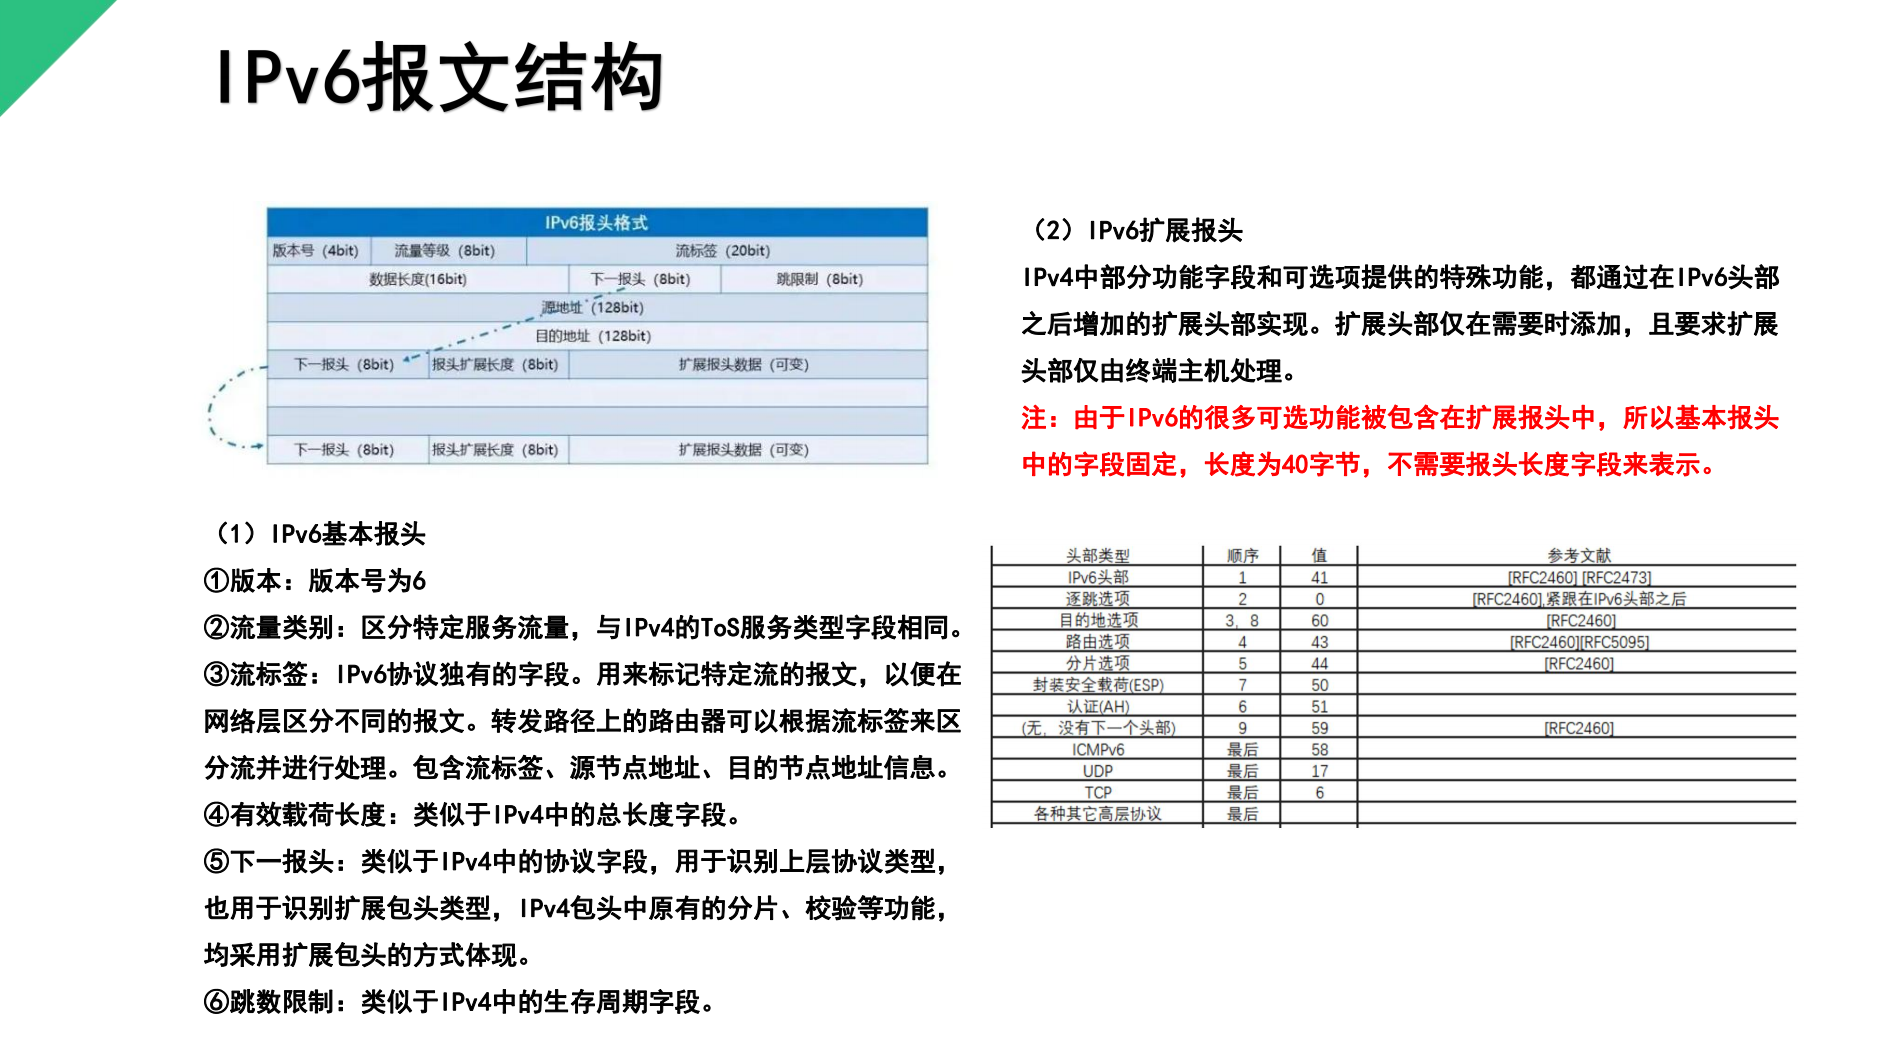 IPv6报文结构
IPv6报头格式
版本号 (4bit) 流量等级 (8bit) 流标签 (20bit)
数据长度(16bit) 下一报头 (8bit) 跳限制 (8bit)
源地址 (128bit)
目的地址 (128bit)
下一报头 (8bit) 报头扩展长度 (8bit) 扩展报头数据 (可变)
下一报头 (8bit) 报头扩展长度 (8bit) 扩展报头数据 (可变)
（1）IPv6基本报头
①版本：版本号为6
②流量类别：区分特定服务流量，与IPv4的ToS服务类型字段相同。
③流标签：IPv6协议独有的字段。用来标记特定流的报文，以便在
网络层区分不同的报文。转发路径上的路由器可以根据流标签来区
分流并进行处理。包含流标签、源节点地址、目的节点地址信息。
④有效载荷长度：类似于IPv4中的总长度字段。
⑤下一报头：类似于IPv4中的协议字段，用于识别上层协议类型，
也用于识别扩展包头类型，IPv4包头中原有的分片、校验等功能，
均采用扩展包头的方式体现。
⑥跳数限制：类似于IPv4中的生存周期字段。
（2）IPv6扩展报头
IPv4中部分功能字段和可选项提供的特殊功能，都通过在IPv6头部
之后增加的扩展头部实现。扩展头部仅在需要时添加，且要求扩展
头部仅由终端主机处理。
注：由于IPv6的很多可选功能被包含在扩展报头中，所以基本报头
中的字段固定，长度为40字节，不需要报头长度字段来表示。
头部类型 顺序 值 参考文献
IPv6头部 1 41 [RFC2460] [RFC2473]
逐跳选项 2 0 [RFC2460],紧跟在IPv6头部之后
目的地选项 3，8 60 [RFC2460]
路由选项 4 43 [RFC2460][RFC5095]
分片选项 5 44 [RFC2460]
封装安全载荷(ESP) 7 50
认证(AH) 6 51
(无，没有下一个头部) 9 59 [RFC2460]
ICMPv6 最后 58
UDP 最后 17
TCP 最后 6
各种其它高层协议 最后